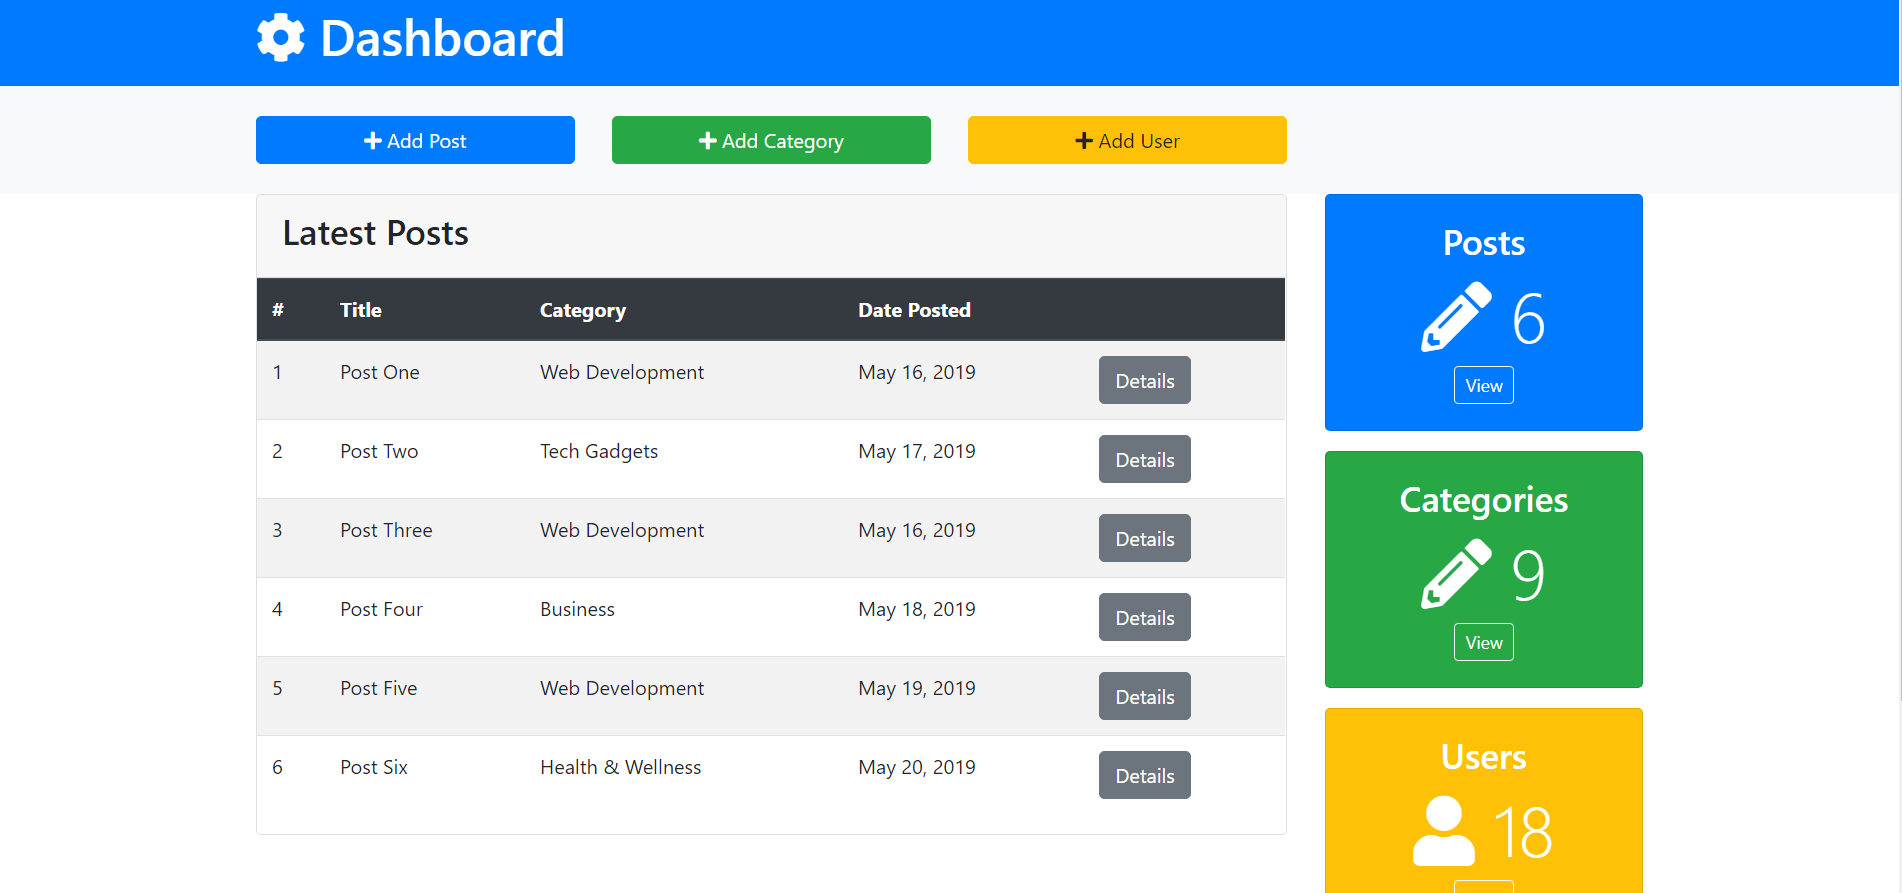 Dashboard
Add Post
Add Category
Add User
Latest Posts
# Title Category Date Posted
1 Post One Web Development May 16, 2019 Details
2 Post Two Tech Gadgets May 17, 2019 Details
3 Post Three Web Development May 16, 2019 Details
4 Post Four Business May 18, 2019 Details
5 Post Five Web Development May 19, 2019 Details
6 Post Six Health & Wellness May 20, 2019 Details
Posts
6
View
Categories
9
View
Users
18